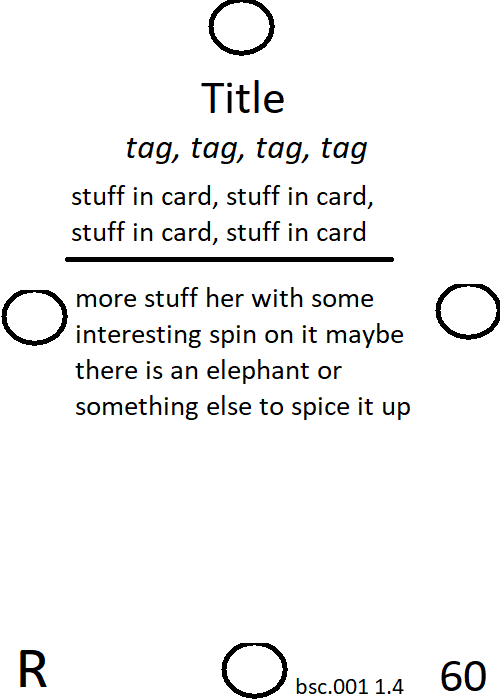 Title
tag, tag, tag, tag
stuff in card, stuff in card,
stuff in card, stuff in card
more stuff her with some
interesting spin on it maybe
there is an elephant or
something else to spice it up
R
bsc.001 1.4
60